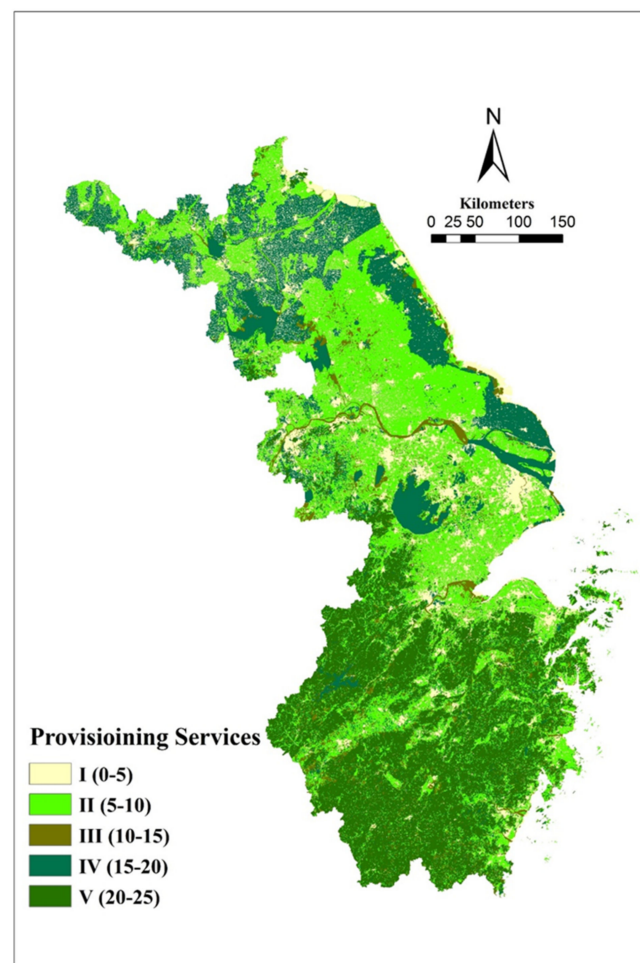 N
Kilometers
0 25 50 100 150
Provisioining Services
I (0-5)
II (5-10)
III (10-15)
IV (15-20)
V (20-25)